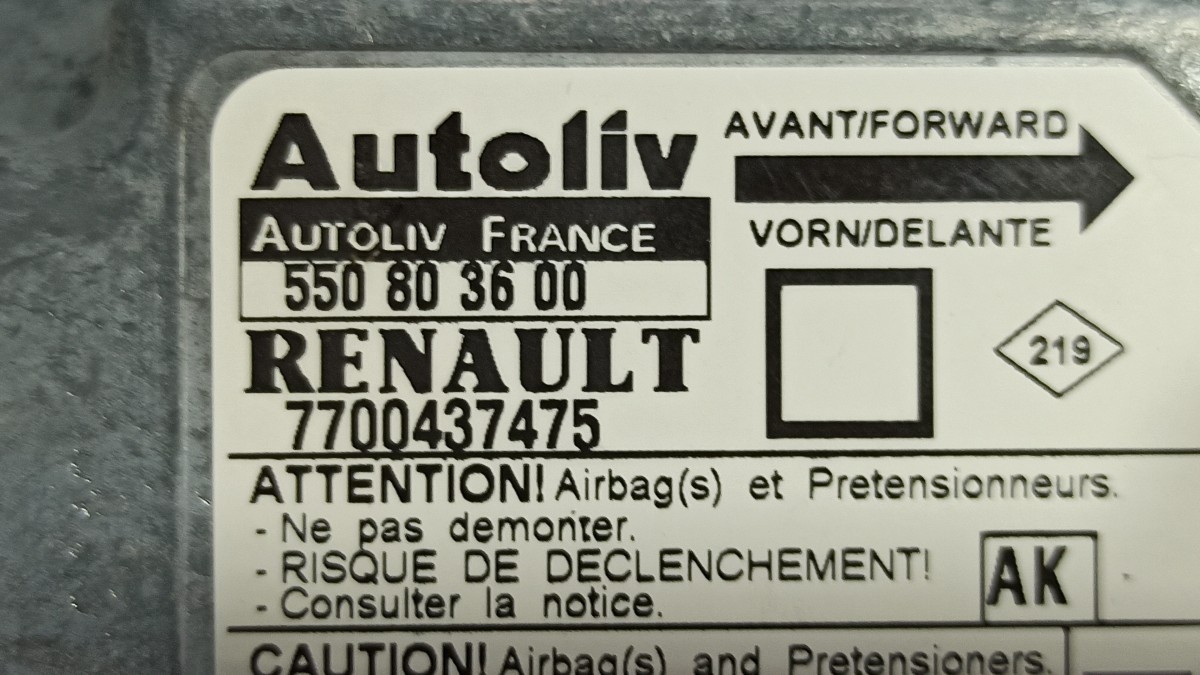 Autoliv
AUTOLIV FRANCE
550 80 36 00
RENAULT
7700437475
AVANT/FORWARD
VORN/DELANTE
219
ATTENTION! Airbag(s) et Pretensionneurs.
- Ne pas demonter.
- RISQUE DE DECLENCHEMENT!
- Consulter la notice.
AK
CAUTION! Airbag(s) and Pretensioners.